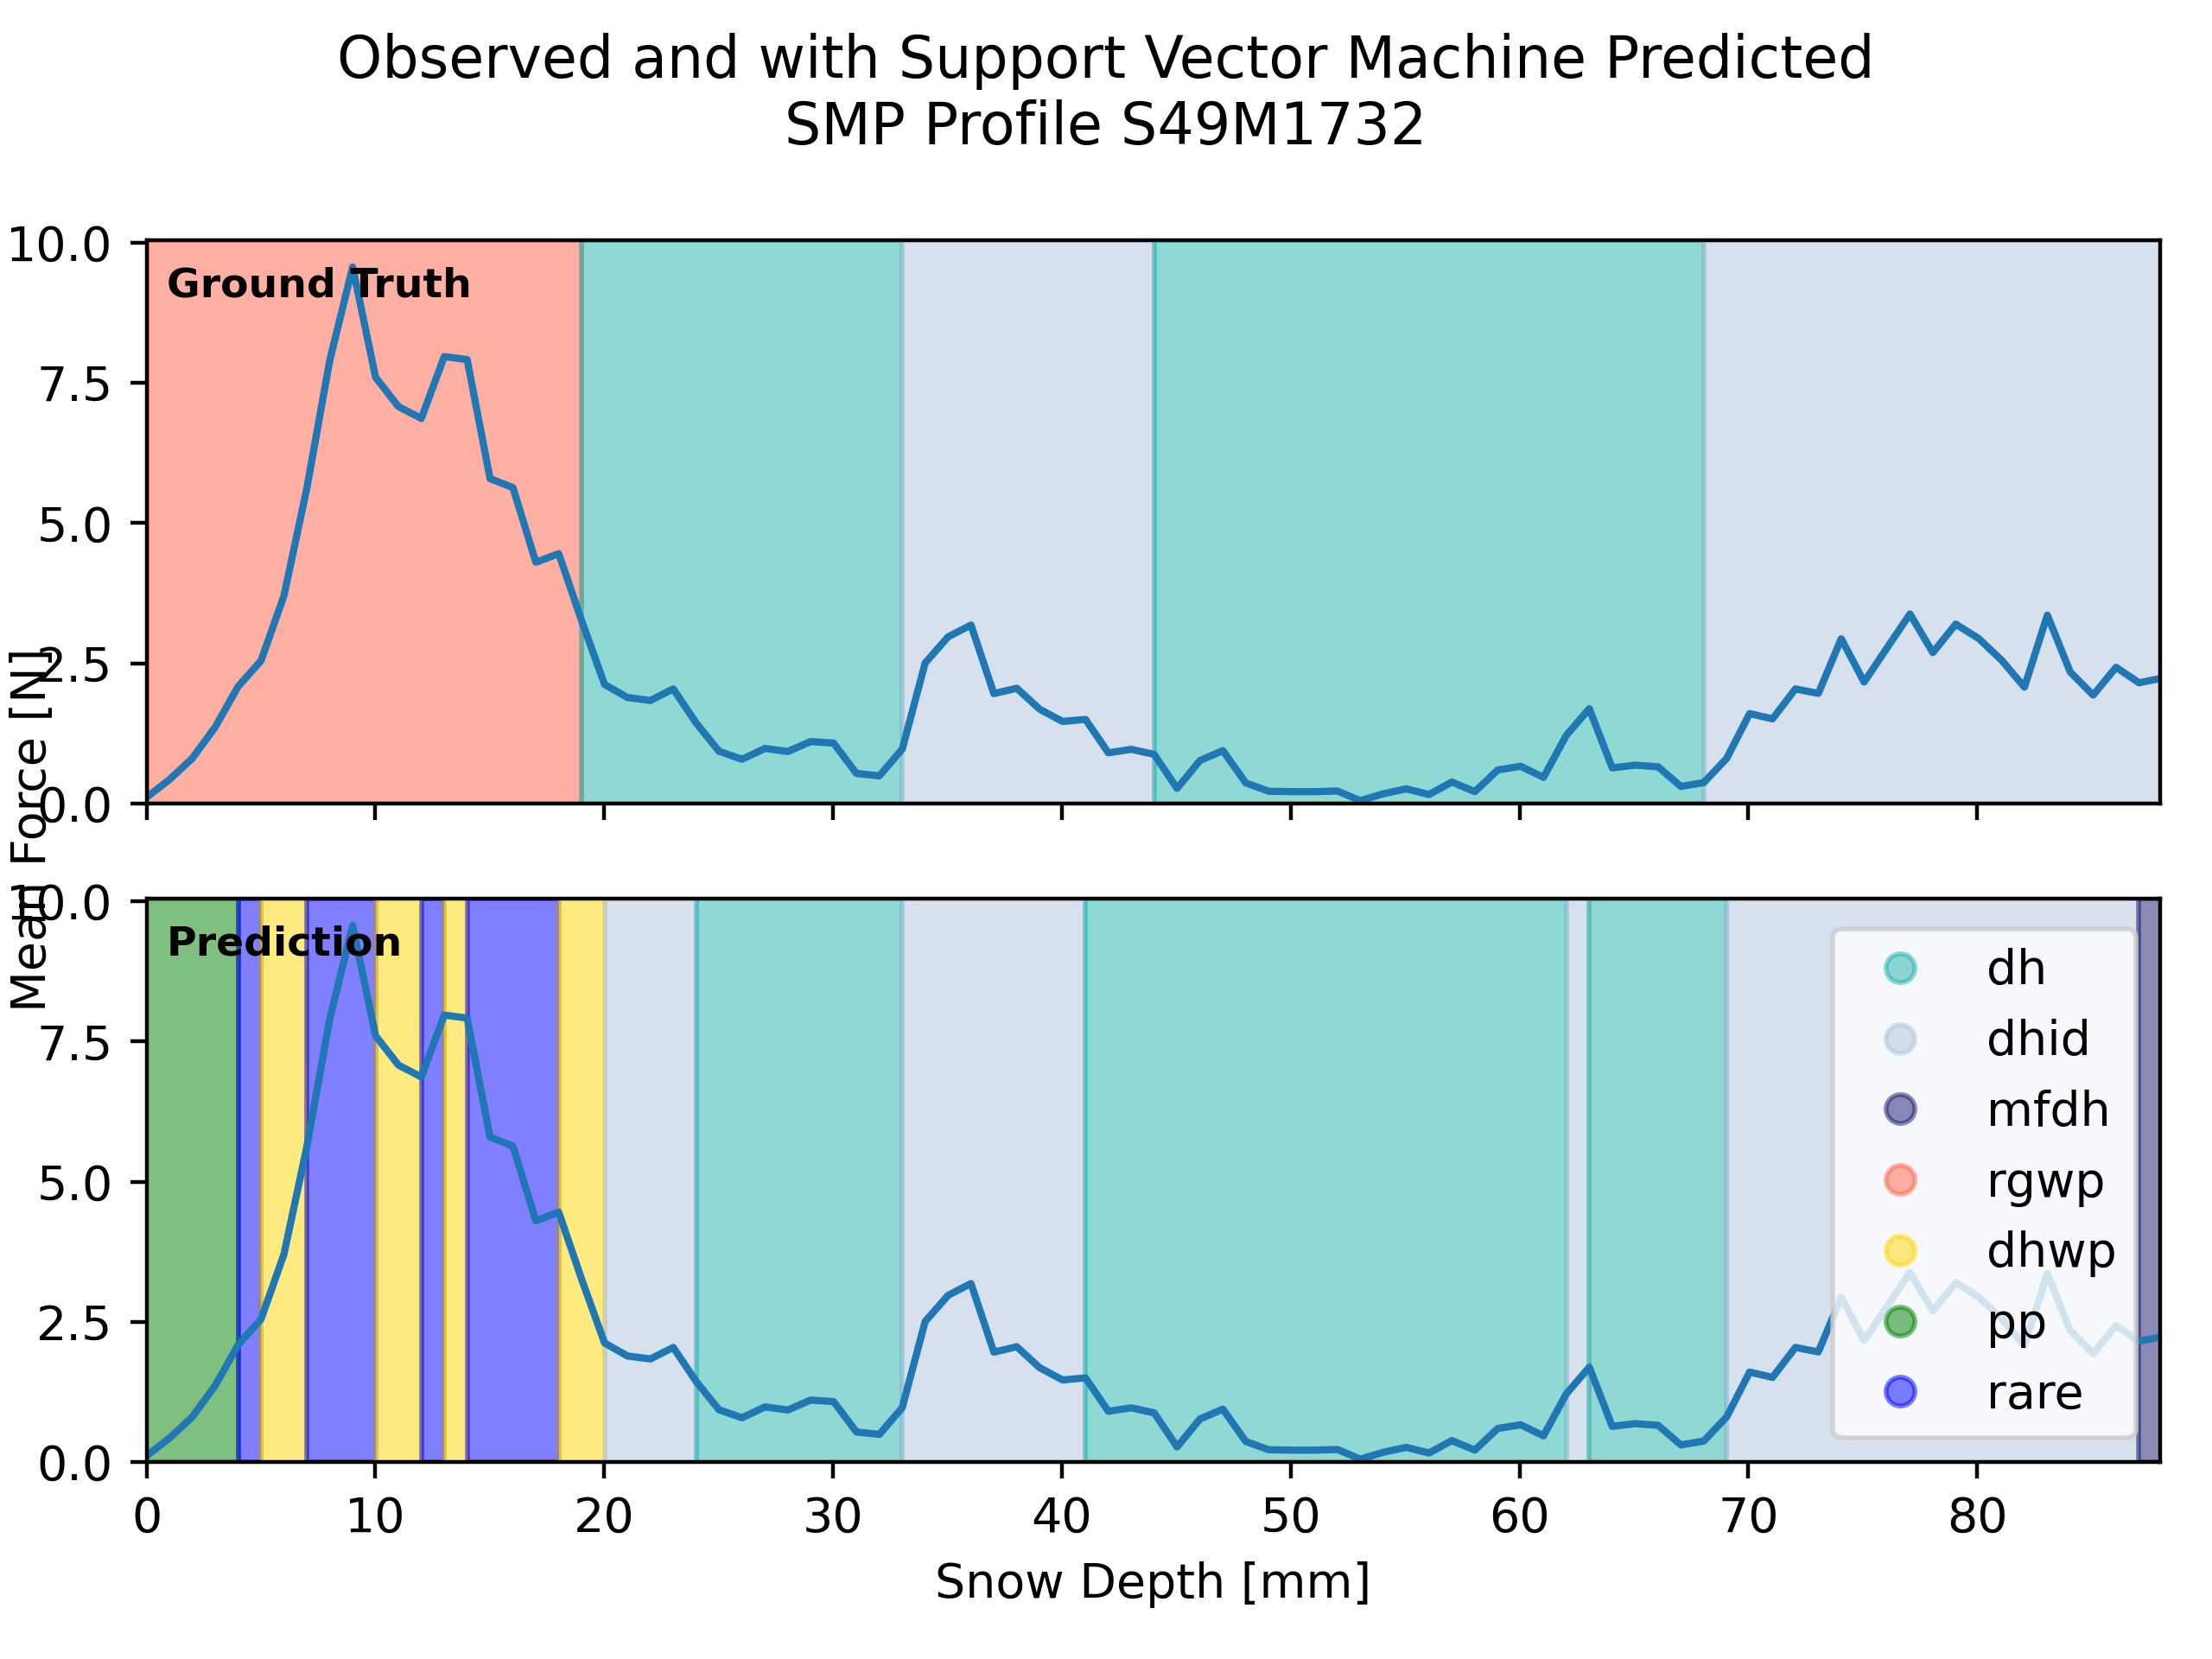 Observed and with Support Vector Machine Predicted
SMP Profile S49M1732
10.0
7.5
5.0
2.5
0.0
Ground Truth
Mean Force [N]
10.0
7.5
5.0
2.5
0.0
Prediction
dh
dhid
mfdh
rgwp
dhwp
pp
rare
0 10 20 30 40 50 60 70 80
Snow Depth [mm]